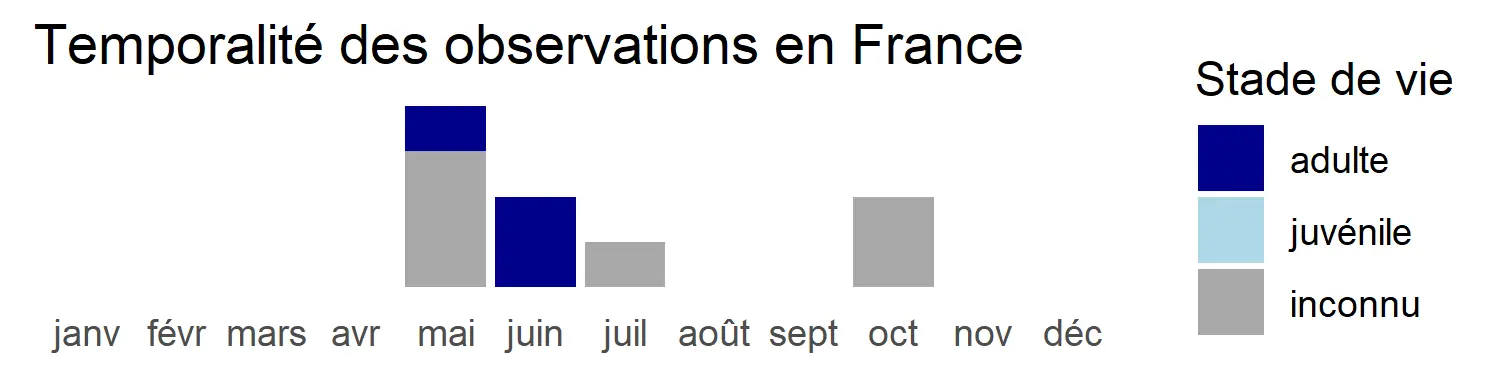 Temporalité des observations en France
janv févr mars avr mai juin juil août sept oct nov déc
Stade de vie
adulte
juvénile
inconnu